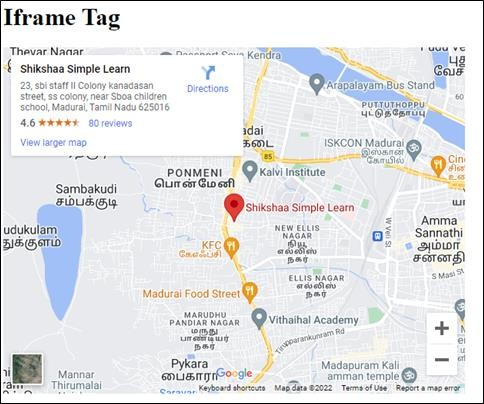 Iframe Tag
Thevar Nagar
Passport Seva Kendra
Shikshaa Simple Learn
23, sbi staff II Colony kanadasan
street, ss colony, near Sboa children
school, Madurai, Tamil Nadu 625016
4.6 80 reviews
View larger map
Directions
Arapalayam Bus Stand
PUTTUTHOPPU
புட்டுத்தோப்பு
85
ISKCON Madurai
இஸ்கான்
கோயில்
PONMENI
பொன்மேனி
Kalvi Institute
Sambakudi
சம்பக்குடி
Shikshaa Simple Learn
Amma
Sannathi
அம்மா
சன்னதி
W Veli St
S Masi St
udukulam
துக்குளம்
KFC
கேஎஃப்சி
NEW ELLIS
NAGAR
நியூ
எல்லிஸ்
நகர்
ELLIS
NAGAR
எல்லிஸ்
நகர்
Madurai Food Street
MARUDHU
PANDIAR NAGAR
மருது
பாண்டியர்
நகர்
Vithaihal Academy
Tirupparankunram Rd
Pykara
பைகாரா
Mannar
Thirumalai
Madapuram Kali
amman temple
+
−
Google
Keyboard shortcuts Map data ©2022 Terms of Use Report a map error